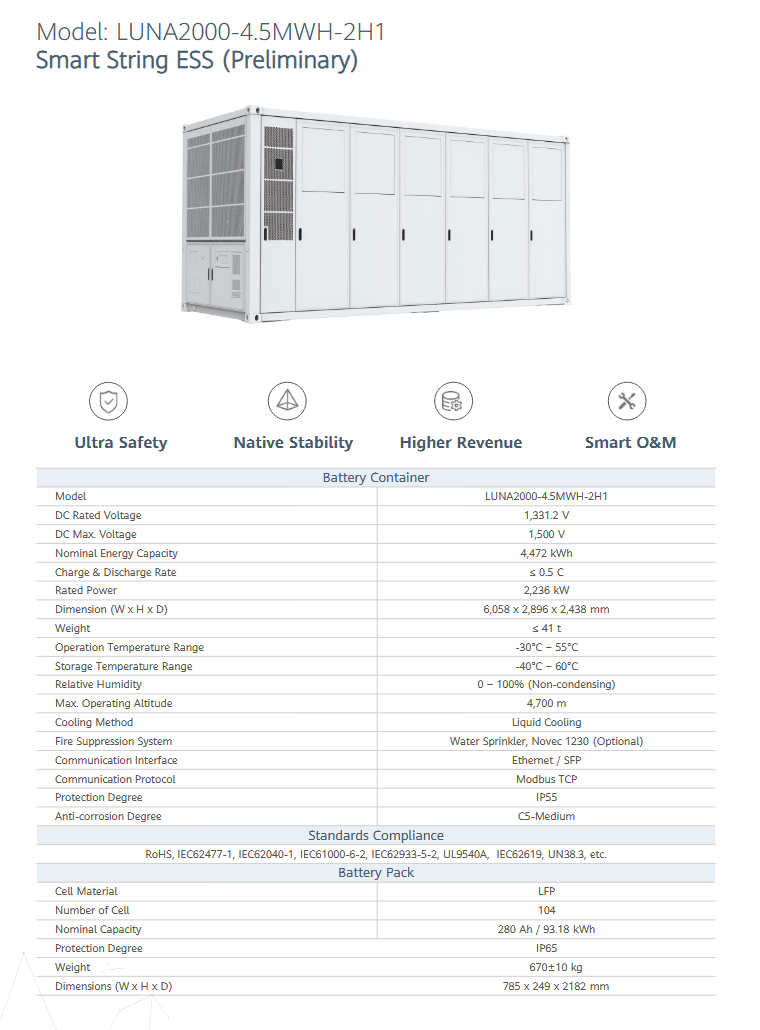 Model: LUNA2000-4.5MWH-2H1
Smart String ESS (Preliminary)
Ultra Safety Native Stability Higher Revenue Smart O&M
Battery Container
Model LUNA2000-4.5MWH-2H1
DC Rated Voltage 1,331.2 V
DC Max. Voltage 1,500 V
Nominal Energy Capacity 4,472 kWh
Charge & Discharge Rate ≤ 0.5 C
Rated Power 2,236 kW
Dimension (W x H x D) 6,058 x 2,896 x 2,438 mm
Weight ≤ 41 t
Operation Temperature Range -30°C – 55°C
Storage Temperature Range -40°C – 60°C
Relative Humidity 0 – 100% (Non-condensing)
Max. Operating Altitude 4,700 m
Cooling Method Liquid Cooling
Fire Suppression System Water Sprinkler, Novec 1230 (Optional)
Communication Interface Ethernet / SFP
Communication Protocol Modbus TCP
Protection Degree IP55
Anti-corrosion Degree C5-Medium
Standards Compliance
RoHS, IEC62477-1, IEC62040-1, IEC61000-6-2, IEC62933-5-2, UL9540A, IEC62619, UN38.3, etc.
Battery Pack
Cell Material LFP
Number of Cell 104
Nominal Capacity 280 Ah / 93.18 kWh
Protection Degree IP65
Weight 670±10 kg
Dimensions (W x H x D) 785 x 249 x 2182 mm